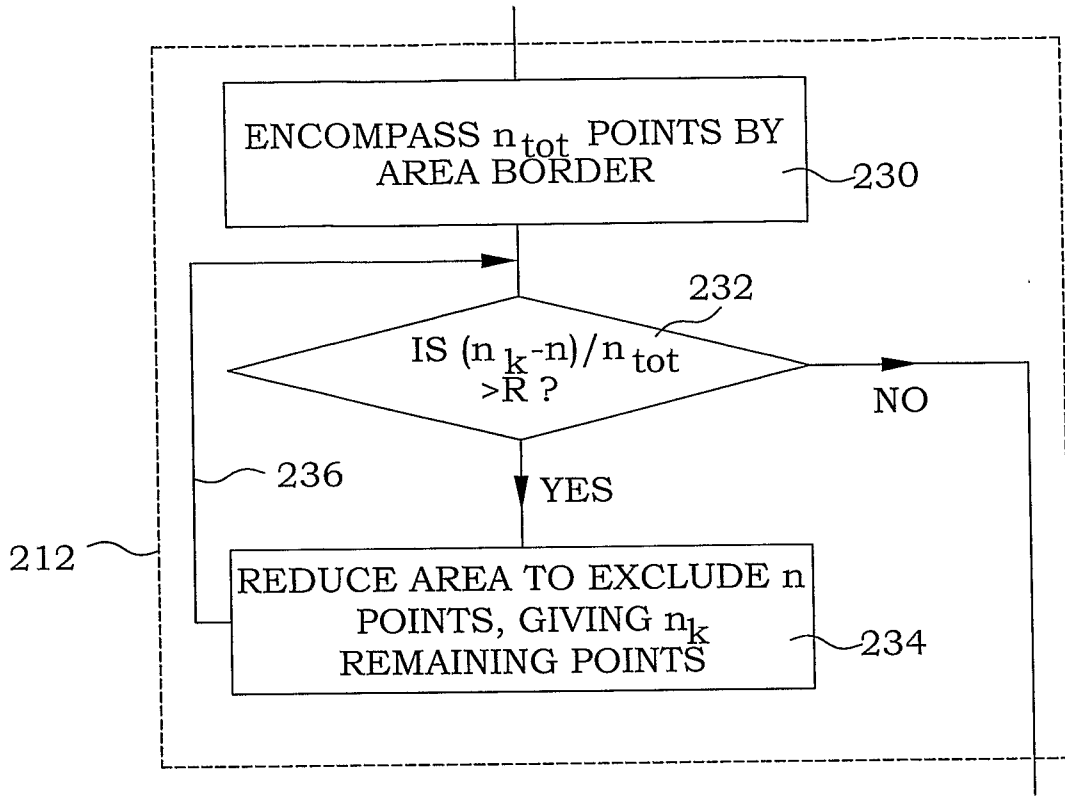 ENCOMPASS n_tot POINTS BY
AREA BORDER
230
232
IS (n_k-n)/n_tot
>R ?
NO
236
YES
212
REDUCE AREA TO EXCLUDE n
POINTS, GIVING n_k
REMAINING POINTS
234